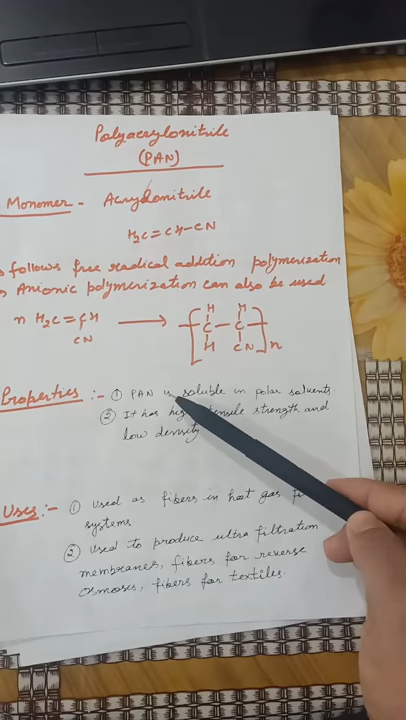 Polyacrylonitrile
(PAN)
Monomer - Acrylonitrile
H2C=CH-CN
follows free radical addition polymerization
Anionic polymerization can also be used
n H2C=CH
CN
H H
C - C
H CN n
Properties :- ① PAN is soluble in polar solvents
② It has high tensile strength and
low density
Uses :- ① Used as fibers in hot gas
systems
② Used to produce ultra filtration
membranes, fibers for reverse
osmosis, fibers for textiles.